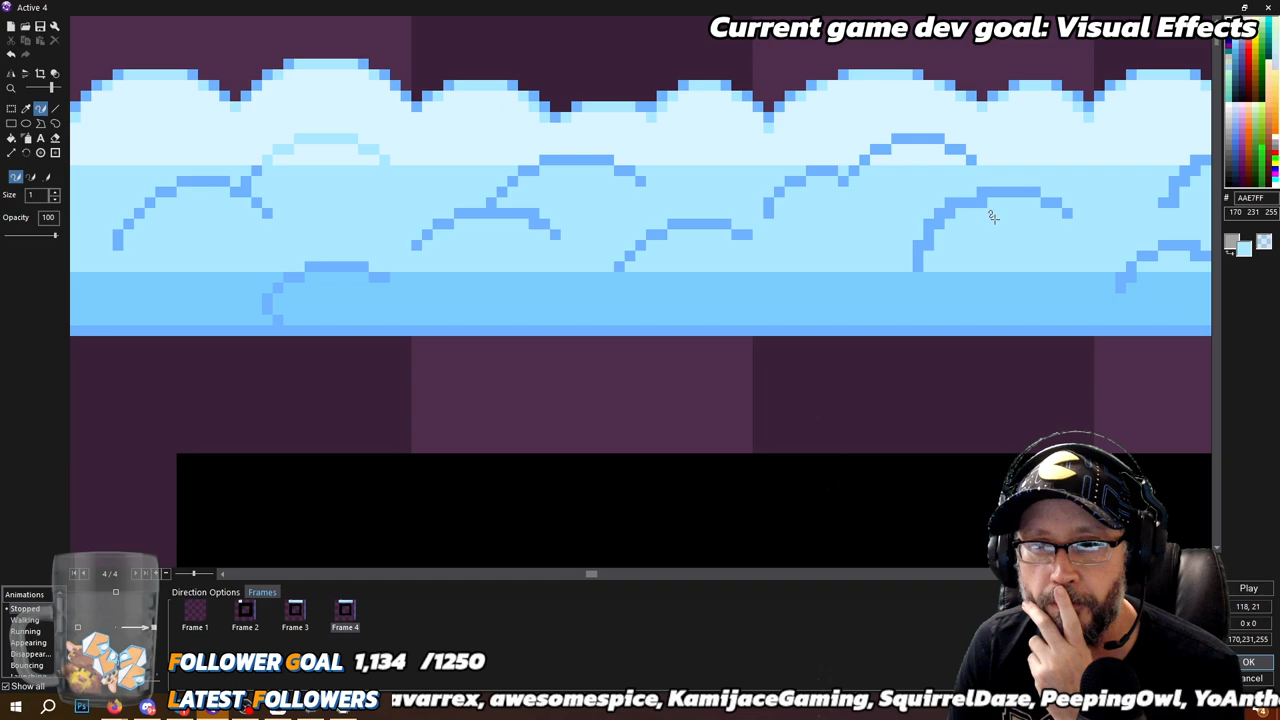 Active 4
Current game dev goal: Visual Effects
Size 1
Opacity 100
# AAE7FF
170 231 255
4/4
Animations
Stopped
Walking
Running
Appearing
Disappear...
Bouncing
Show all
Direction Options Frames
Frame 1 Frame 2 Frame 3 Frame 4
Play
118, 21
0 x 0
170,231,255
OK
FOLLOWER GOAL 1,134 /1250
LATEST FOLLOWERS avarrex, awesomespice, KamijaceGaming, SquirrelDaze, PeepingOwl, YoAnth